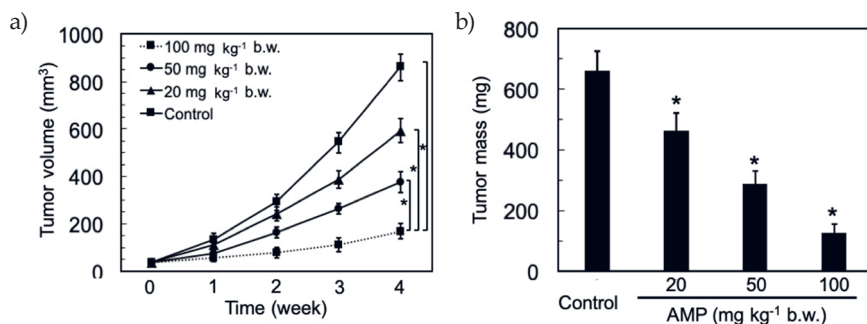 a)
Tumor volume (mm³)
1000
800
600
400
200
0
100 mg kg⁻¹ b.w.
50 mg kg⁻¹ b.w.
20 mg kg⁻¹ b.w.
Control
*
*
*
0 1 2 3 4
Time (week)
b)
Tumor mass (mg)
800
600
400
200
0
*
*
*
Control 20 50 100
AMP (mg kg⁻¹ b.w.)